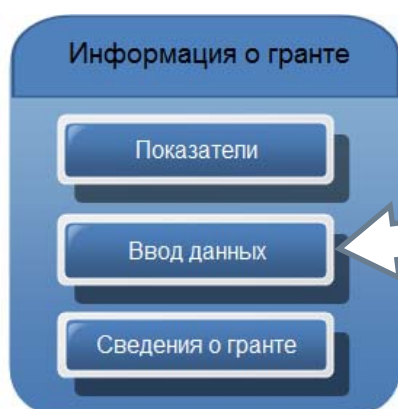 Информация о гранте
Показатели
Ввод данных
Сведения о гранте